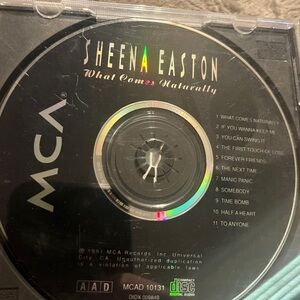 SHEENA EASTON
What Comes Naturally
MCA®
1 WHAT COMES NATURALLY
2 IF YOU WANNA KEEP ME
3 YOU CAN SWING IT
4 THE FIRST TOUCH OF LOVE
5 FOREVER FRIENDS
6 THE NEXT TIME
7 MANIC PANIC
8 SOMEBODY
9 TIME BOMB
10 HALF A HEART
11 TO ANYONE
℗ 1991 MCA Records Inc. Universal
City, CA. Unauthorized duplication
is a violation of applicable laws.
AAD
MCAD 10131
COMPACT
disc
DIGITAL AUDIO